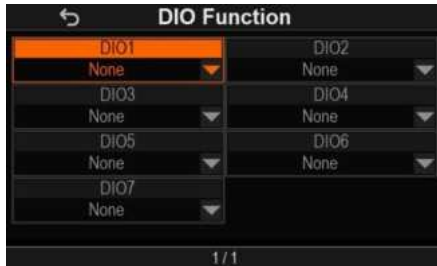 DIO Function
DIO1 DIO2
None None
DIO3 DIO4
None None
DIO5 DIO6
None None
DIO7
None
1/1